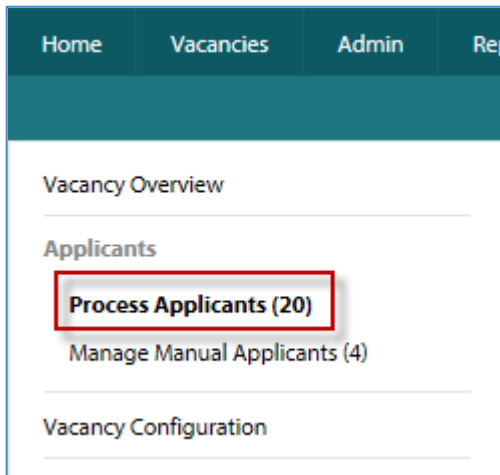 Home Vacancies Admin
Vacancy Overview
Applicants
Process Applicants (20)
Manage Manual Applicants (4)
Vacancy Configuration